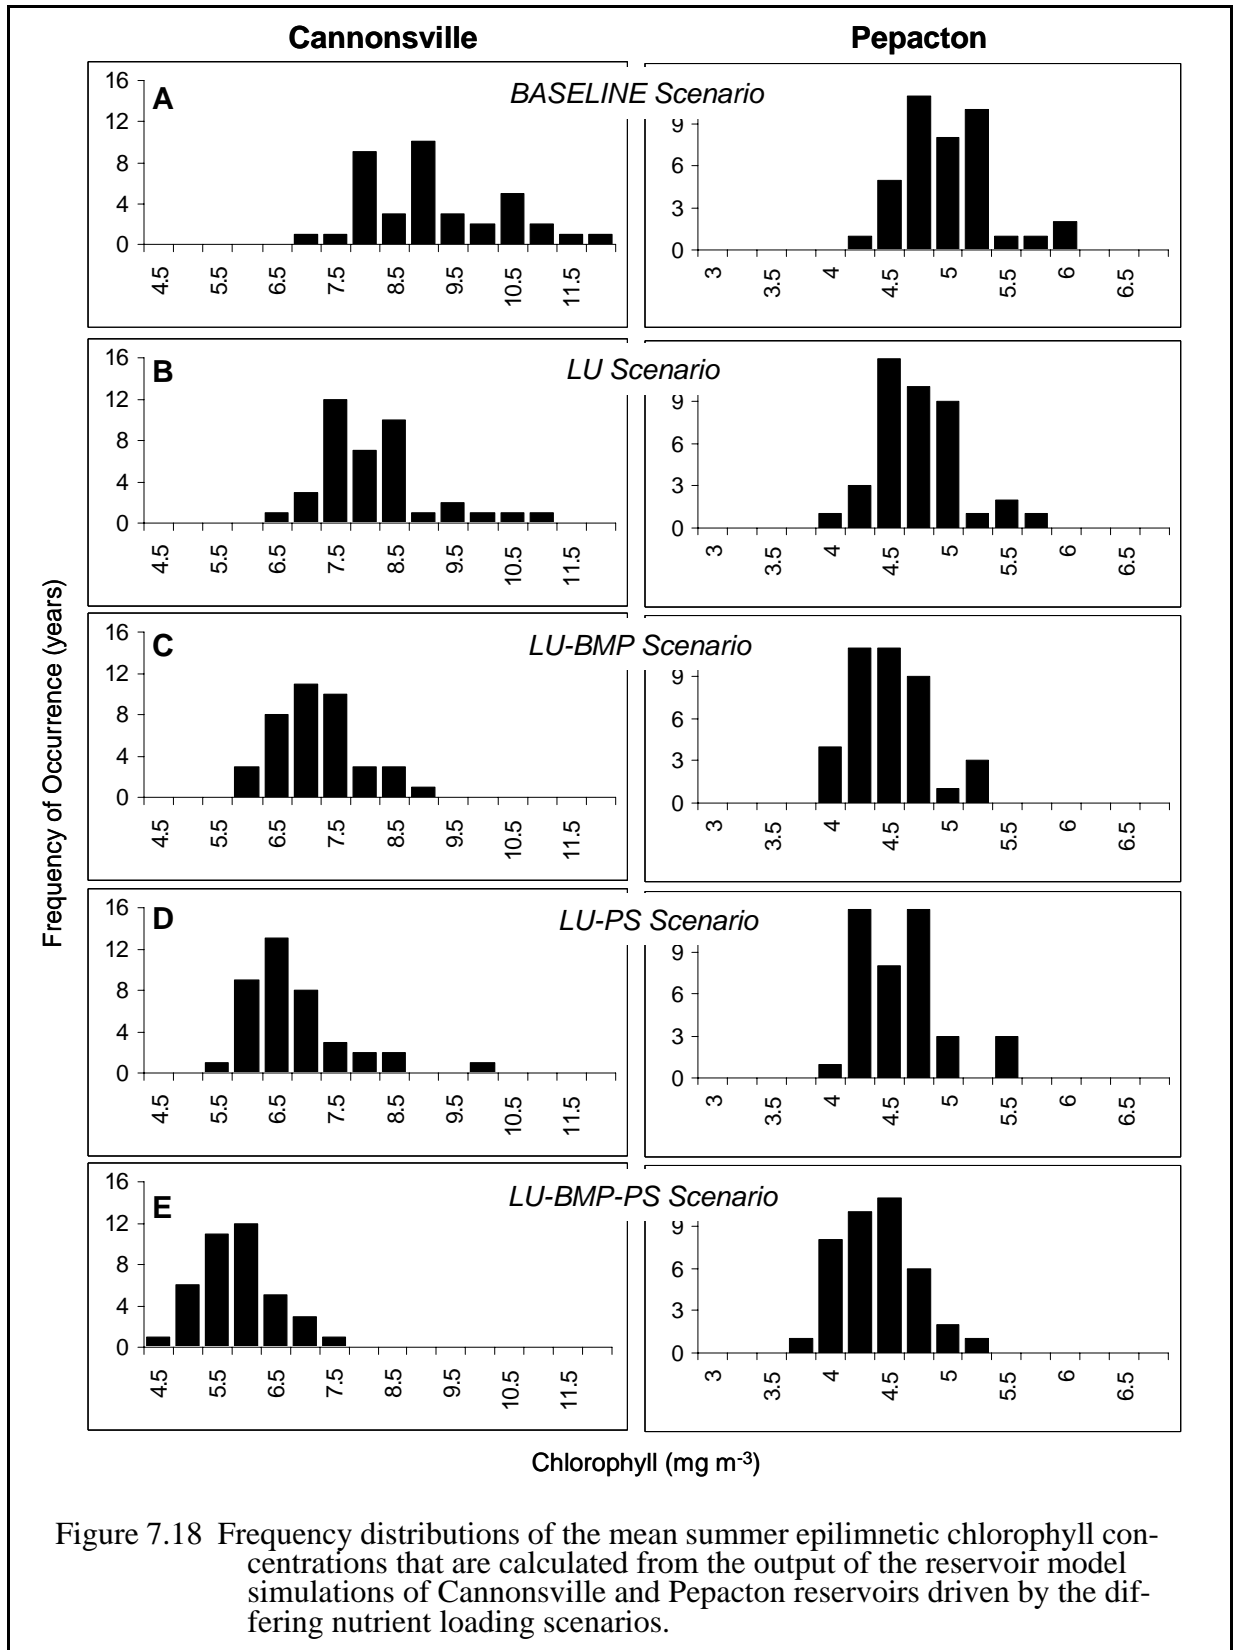 Cannonsville
Pepacton
A
BASELINE Scenario
16
12
8
4
0
4.5 5.5 6.5 7.5 8.5 9.5 10.5 11.5
9
6
3
0
3 3.5 4 4.5 5 5.5 6 6.5
B
LU Scenario
16
12
8
4
0
4.5 5.5 6.5 7.5 8.5 9.5 10.5 11.5
9
6
3
0
3 3.5 4 4.5 5 5.5 6 6.5
C
LU-BMP Scenario
16
12
8
4
0
4.5 5.5 6.5 7.5 8.5 9.5 10.5 11.5
9
6
3
0
3 3.5 4 4.5 5 5.5 6 6.5
D
LU-PS Scenario
16
12
8
4
0
4.5 5.5 6.5 7.5 8.5 9.5 10.5 11.5
9
6
3
0
3 3.5 4 4.5 5 5.5 6 6.5
E
LU-BMP-PS Scenario
16
12
8
4
0
4.5 5.5 6.5 7.5 8.5 9.5 10.5 11.5
9
6
3
0
3 3.5 4 4.5 5 5.5 6 6.5
Frequency of Occurrence (years)
Chlorophyll (mg m-3)
Figure 7.18 Frequency distributions of the mean summer epilimnetic chlorophyll con-
centrations that are calculated from the output of the reservoir model
simulations of Cannonsville and Pepacton reservoirs driven by the dif-
fering nutrient loading scenarios.